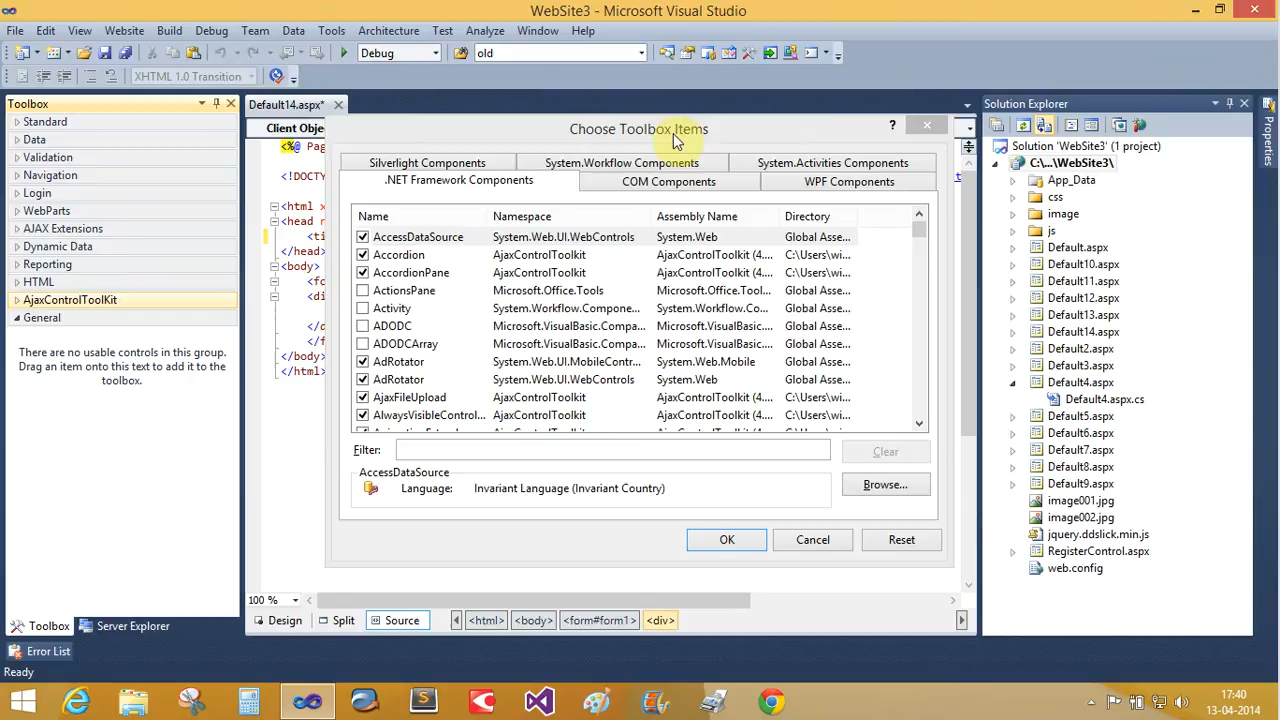 WebSite3 - Microsoft Visual Studio
File Edit View Website Build Debug Team Data Tools Architecture Test Analyze Window Help
Debug old
XHTML 1.0 Transition
Toolbox
Standard
Data
Validation
Navigation
Login
WebParts
AJAX Extensions
Dynamic Data
Reporting
HTML
AjaxControlToolKit
General
There are no usable controls in this group.
Drag an item onto this text to add it to the
toolbox.
Toolbox Server Explorer
Error List
Ready
Default14.aspx*
Client Obje
<%@ Pag
<!DOCTY
<html x
<head r
<ti
</head>
<body>
<fo
<di
</d
</f
</body>
</html>
100 %
Design Split Source <html> <body> <form#form1> <div>
Choose Toolbox Items
Silverlight Components System.Workflow Components System.Activities Components
.NET Framework Components COM Components WPF Components
Name Namespace Assembly Name Directory
AccessDataSource System.Web.UI.WebControls System.Web Global Asse...
Accordion AjaxControlToolkit AjaxControlToolkit (4.... C:\Users\wi...
AccordionPane AjaxControlToolkit AjaxControlToolkit (4.... C:\Users\wi...
ActionsPane Microsoft.Office.Tools Microsoft.Office.Tool... Global Asse...
Activity System.Workflow.Compone... System.Workflow.Co... Global Asse...
ADODC Microsoft.VisualBasic.Compa... Microsoft.VisualBasic... Global Asse...
ADODCArray Microsoft.VisualBasic.Compa... Microsoft.VisualBasic... Global Asse...
AdRotator System.Web.UI.MobileContr... System.Web.Mobile Global Asse...
AdRotator System.Web.UI.WebControls System.Web Global Asse...
AjaxFileUpload AjaxControlToolkit AjaxControlToolkit (4.... C:\Users\wi...
AlwaysVisibleControl... AjaxControlToolkit AjaxControlToolkit (4.... C:\Users\wi...
Filter: Clear
AccessDataSource
Language: Invariant Language (Invariant Country)
Browse...
OK Cancel Reset
Solution Explorer
Solution 'WebSite3' (1 project)
C:\...\WebSite3\
App_Data
css
image
js
Default.aspx
Default10.aspx
Default11.aspx
Default12.aspx
Default13.aspx
Default14.aspx
Default2.aspx
Default3.aspx
Default4.aspx
Default4.aspx.cs
Default5.aspx
Default6.aspx
Default7.aspx
Default8.aspx
Default9.aspx
image001.jpg
image002.jpg
jquery.ddslick.min.js
RegisterControl.aspx
web.config
Properties
17:40
13-04-2014